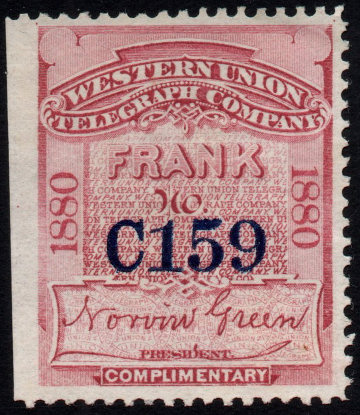 WESTERN UNION
TELEGRAPH COMPANY
FRANK
No
C159
1880
1880
Norvin Green
PRESIDENT.
COMPLIMENTARY